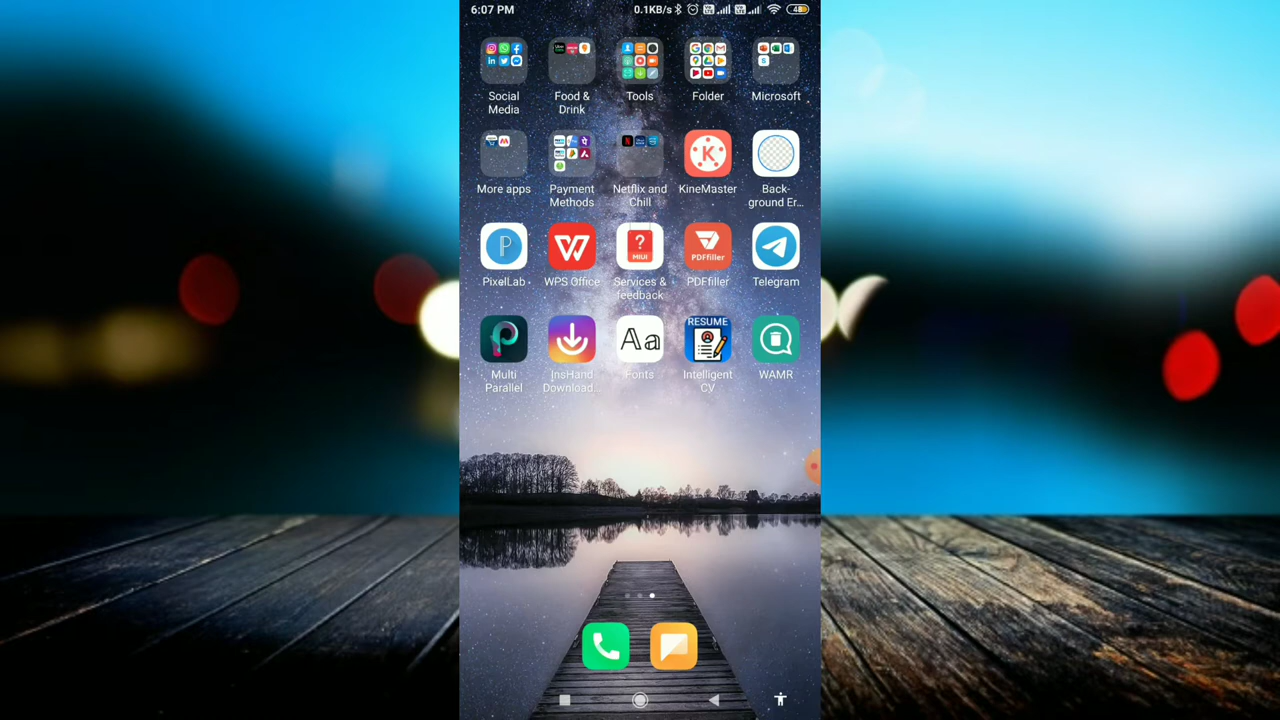 6:07 PM
0.1KB/s
48
Social
Media
Food &
Drink
Tools
Folder
Microsoft
More apps
Payment
Methods
Netflix and
Chill
KineMaster
Back-
ground Er...
PixelLab
WPS Office
MIUI
Services &
feedback
PDFfiller
PDFfiller
Telegram
RESUME
Multi
Parallel
InsHand
Download...
Aa
Fonts
Intelligent
CV
WAMR